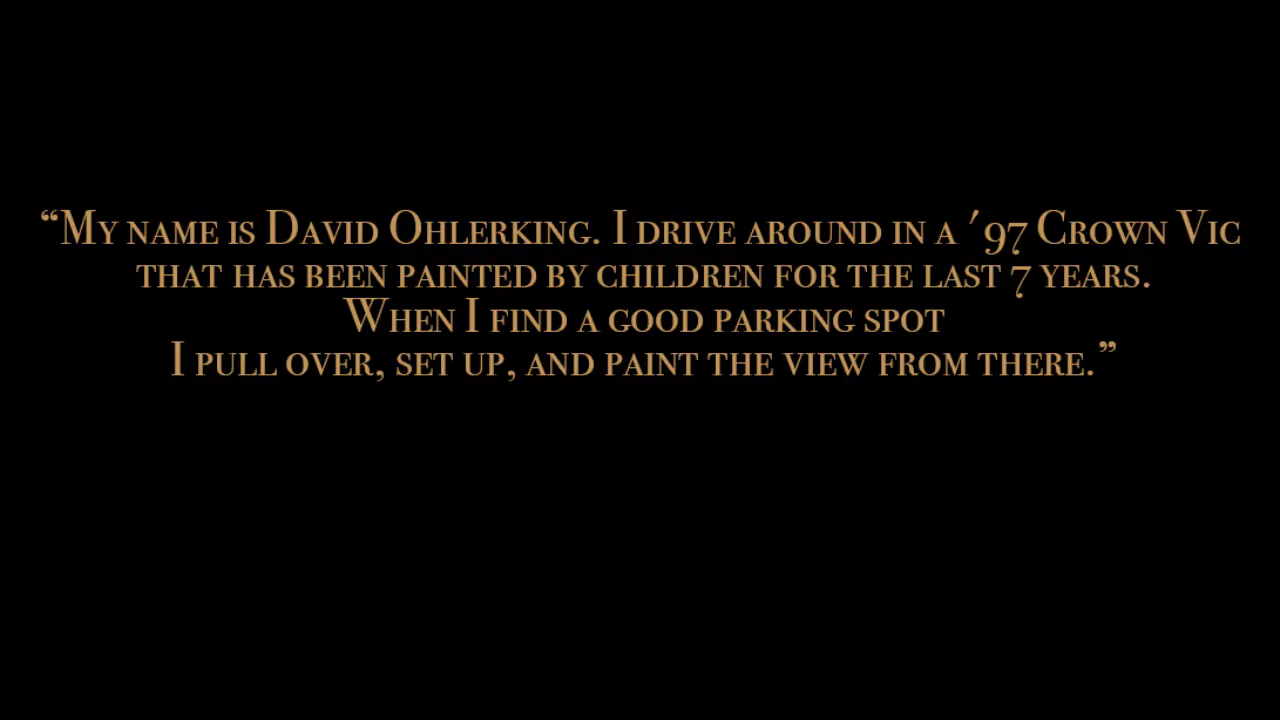 “My name is David Ohlerking. I drive around in a '97 Crown Vic
that has been painted by children for the last 7 years.
When I find a good parking spot
I pull over, set up, and paint the view from there.”